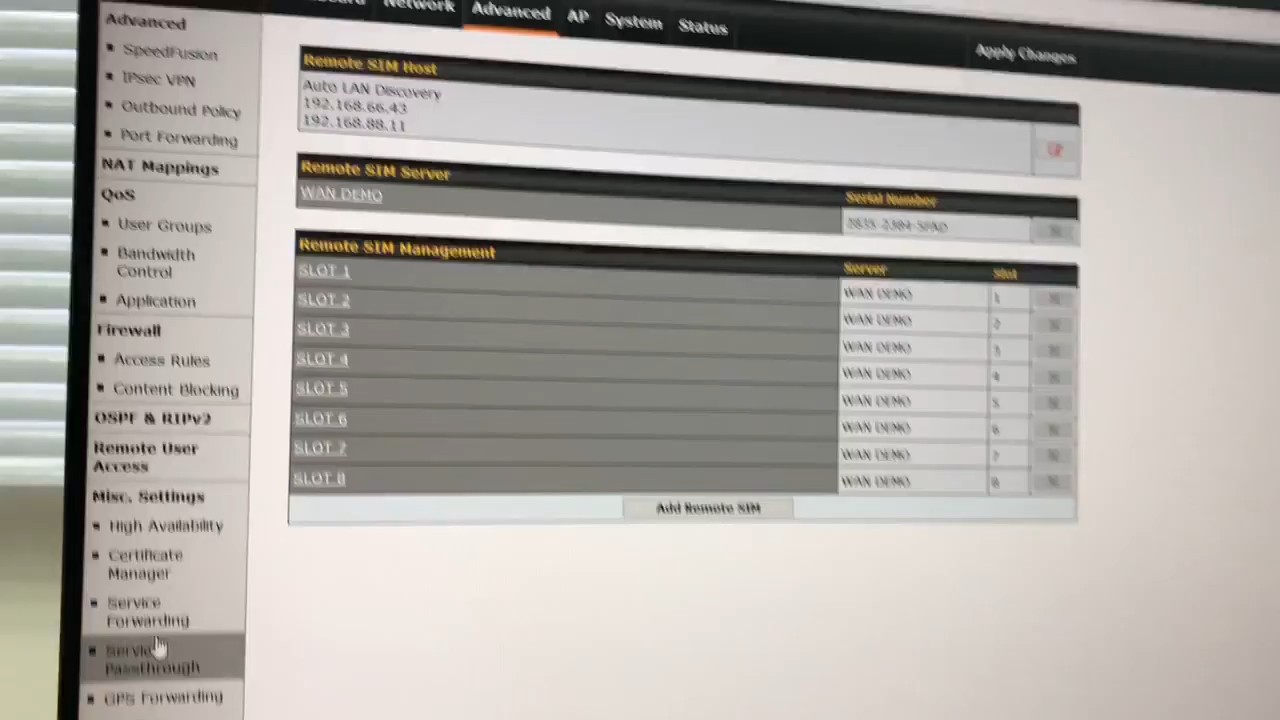 Network
Advanced
AP
System
Status
Apply Changes
Advanced
SpeedFusion
IPsec VPN
Outbound Policy
Port Forwarding
NAT Mappings
QoS
User Groups
Bandwidth
Control
Application
Firewall
Access Rules
Content Blocking
OSPF & RIPv2
Remote User
Access
Misc. Settings
High Availability
Certificate
Manager
Service
Forwarding
Passthrough
GPS Forwarding
Remote SIM Host
Auto LAN Discovery
192.168.66.43
192.168.88.11
Remote SIM Server
Serial Number
WAN DEMO
Remote SIM Management
Server
Slot
SLOT 1
WAN DEMO
1
SLOT 2
WAN DEMO
2
SLOT 3
WAN DEMO
3
SLOT 4
WAN DEMO
4
SLOT 5
WAN DEMO
5
SLOT 6
WAN DEMO
6
SLOT 7
WAN DEMO
7
SLOT 8
WAN DEMO
8
Add Remote SIM